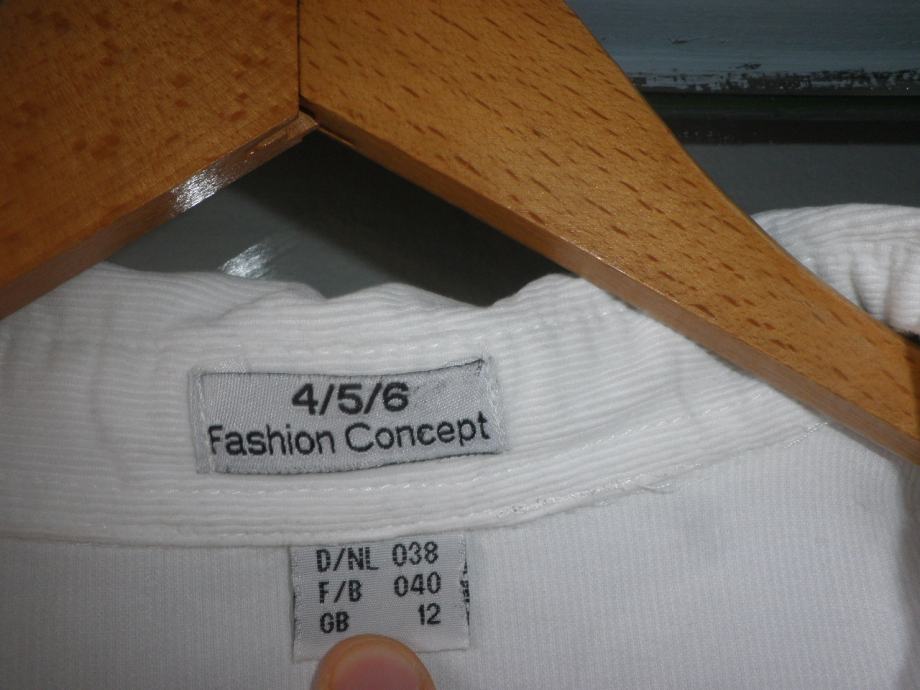 4/5/6
Fashion Concept
D/NL 038
F/B 040
GB 12